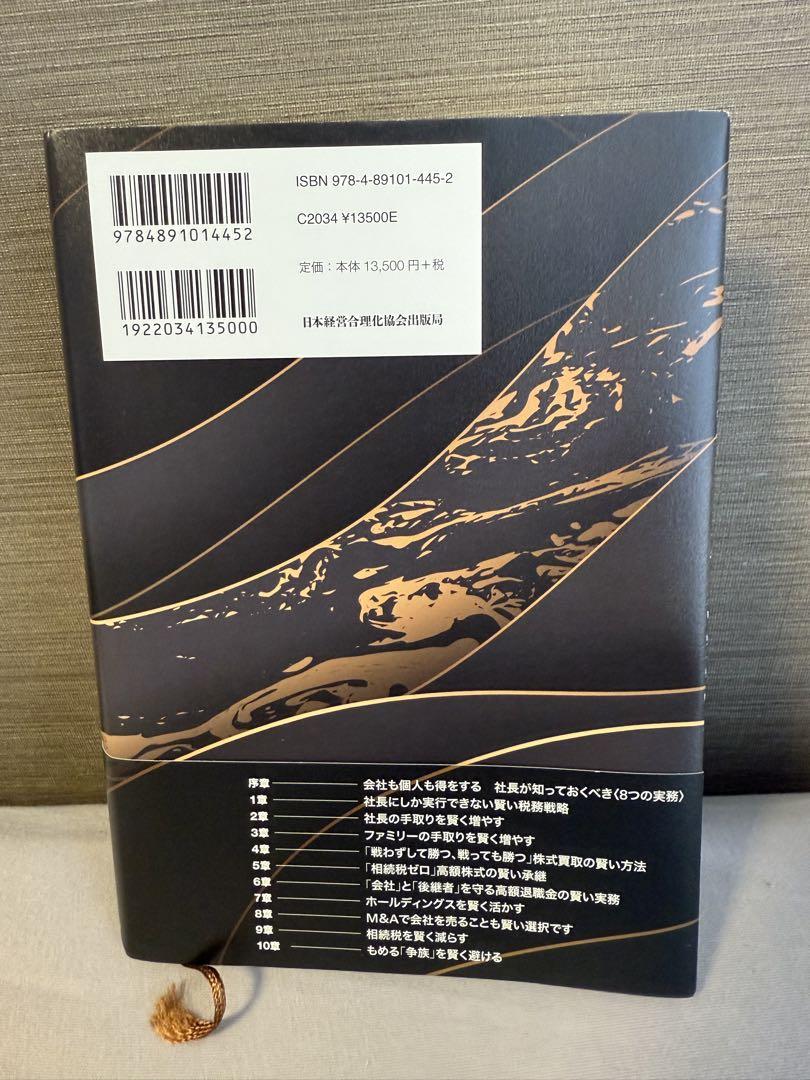 ISBN 978-4-89101-445-2
9784891014452
C2034 ¥13500E
定価：本体 13,500 円＋税
1922034135000
日本経営合理化協会出版局
序章 会社も個人も得をする 社長が知っておくべき〈8つの実務〉
1章 社長にしか実行できない賢い税務戦略
2章 社長の手取りを賢く増やす
3章 ファミリーの手取りを賢く増やす
4章 「戦わずして勝つ、戦っても勝つ」株式買取の賢い方法
5章 「相続税ゼロ」高額株式の賢い承継
6章 「会社」と「後継者」を守る高額退職金の賢い実務
7章 ホールディングスを賢く活かす
8章 M&Aで会社を売ることも賢い選択です
9章 相続税を賢く減らす
10章 もめる「争族」を賢く避ける